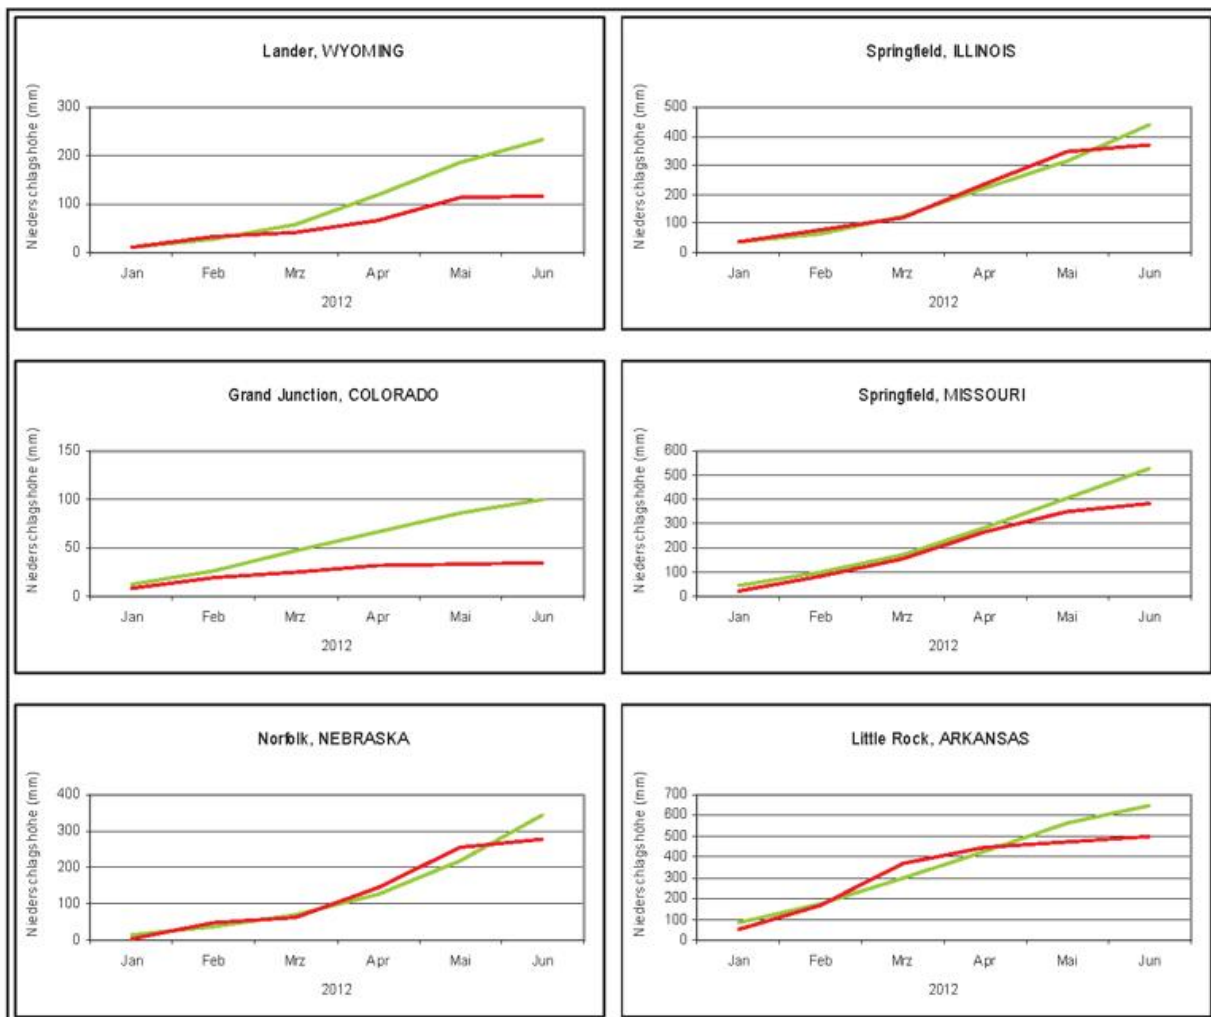 Lander, WYOMING
Niederschlagshöhe (mm)
300
200
100
0
Jan Feb Mrz Apr Mai Jun
2012
Springfield, ILLINOIS
Niederschlagshöhe (mm)
500
400
300
200
100
0
Jan Feb Mrz Apr Mai Jun
2012
Grand Junction, COLORADO
Niederschlagshöhe (mm)
150
100
50
0
Jan Feb Mrz Apr Mai Jun
2012
Springfield, MISSOURI
Niederschlagshöhe (mm)
600
500
400
300
200
100
0
Jan Feb Mrz Apr Mai Jun
2012
Norfolk, NEBRASKA
Niederschlagshöhe (mm)
400
300
200
100
0
Jan Feb Mrz Apr Mai Jun
2012
Little Rock, ARKANSAS
Niederschlagshöhe (mm)
700
600
500
400
300
200
100
0
Jan Feb Mrz Apr Mai Jun
2012